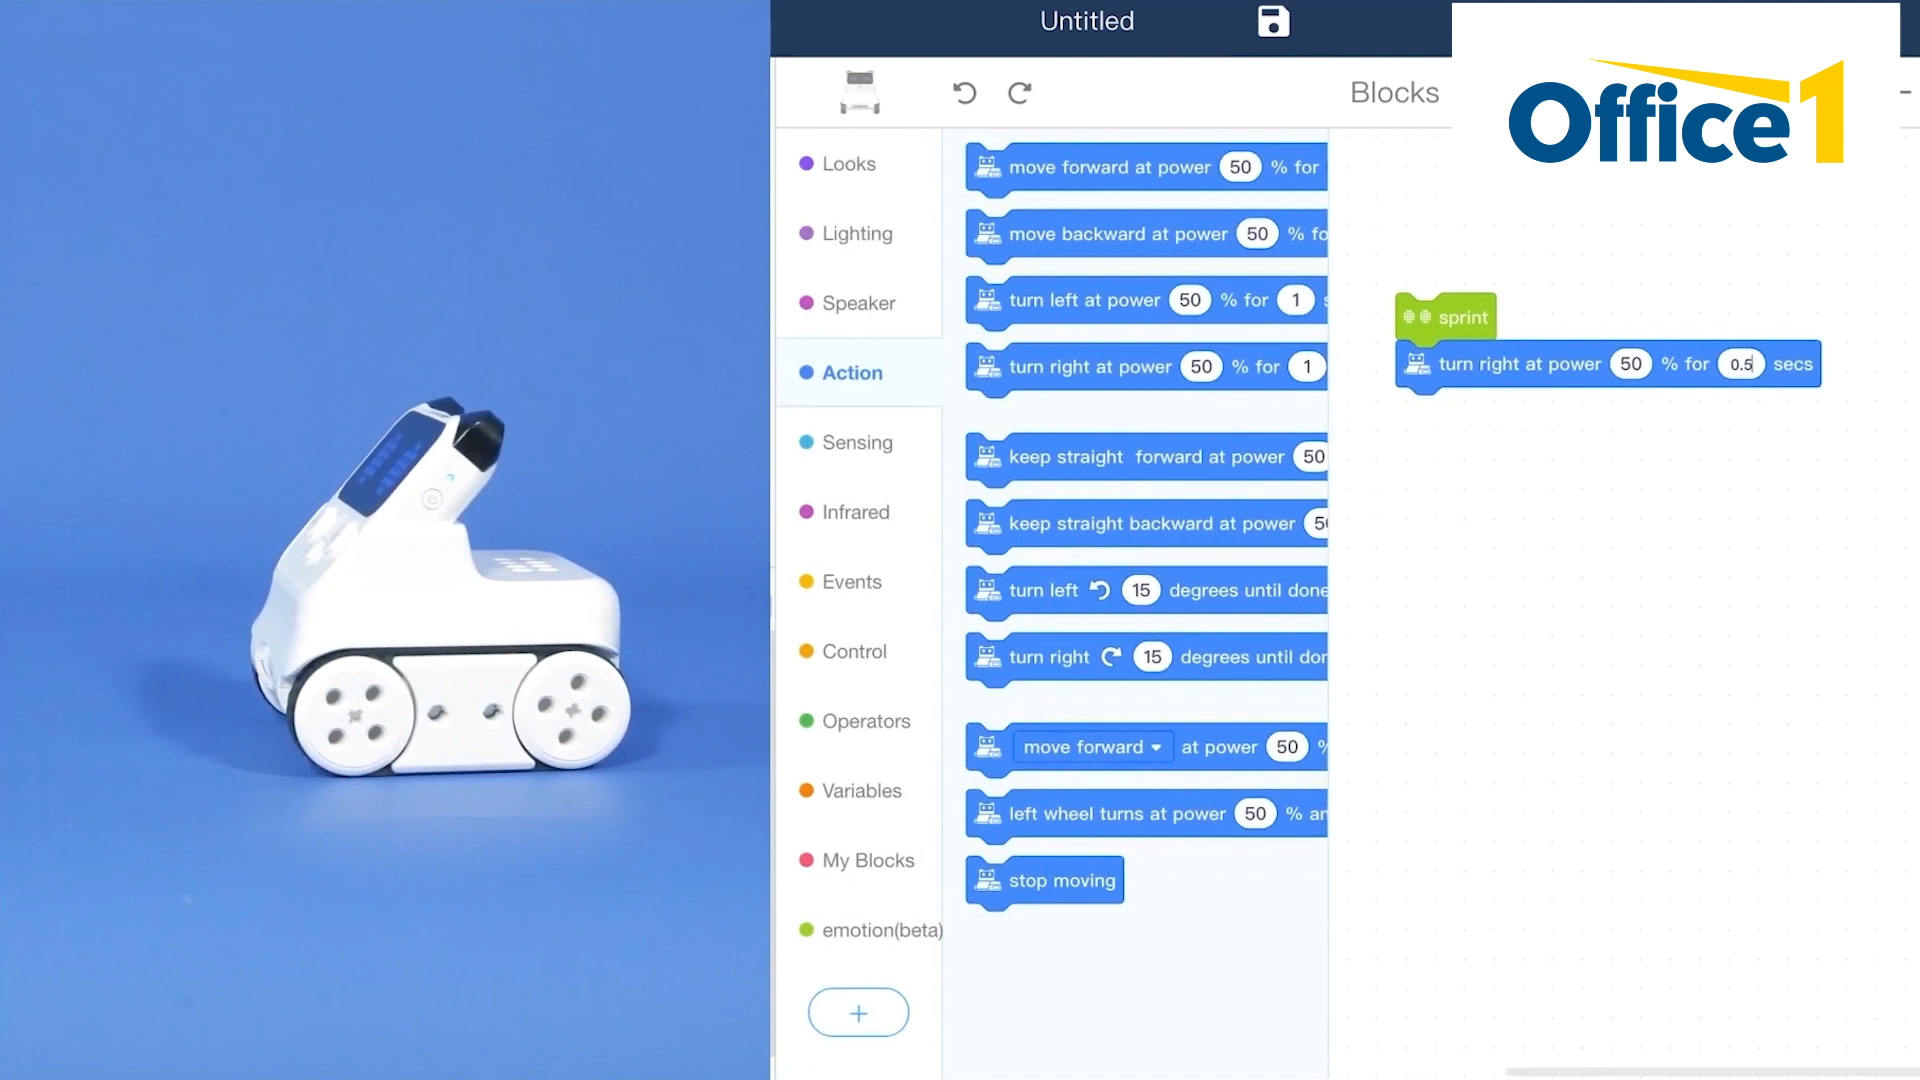 Untitled
Office1
Blocks
Looks
Lighting
Speaker
Action
Sensing
Infrared
Events
Control
Operators
Variables
My Blocks
emotion(beta)
+
move forward at power 50 % for
move backward at power 50 % fo
turn left at power 50 % for 1 s
turn right at power 50 % for 1
keep straight forward at power 50
keep straight backward at power 50
turn left 15 degrees until done
turn right 15 degrees until don
move forward at power 50 %
left wheel turns at power 50 % an
stop moving
sprint
turn right at power 50 % for 0.5 secs